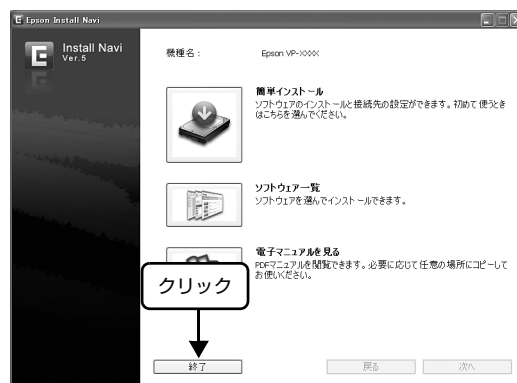 Epson Install Navi
Install Navi
Ver.5
機種名：
Epson VP-XXXX
簡単インストール
ソフトウェアのインストールと接続先の設定ができます。初めて使うとき
はこちらを選んでください。
ソフトウェア一覧
ソフトウェアを選んでインストールできます。
電子マニュアルを見る
PDFマニュアルを閲覧できます。必要に応じて任意の場所にコピーして
お使いください。
クリック
終了
戻る
次へ